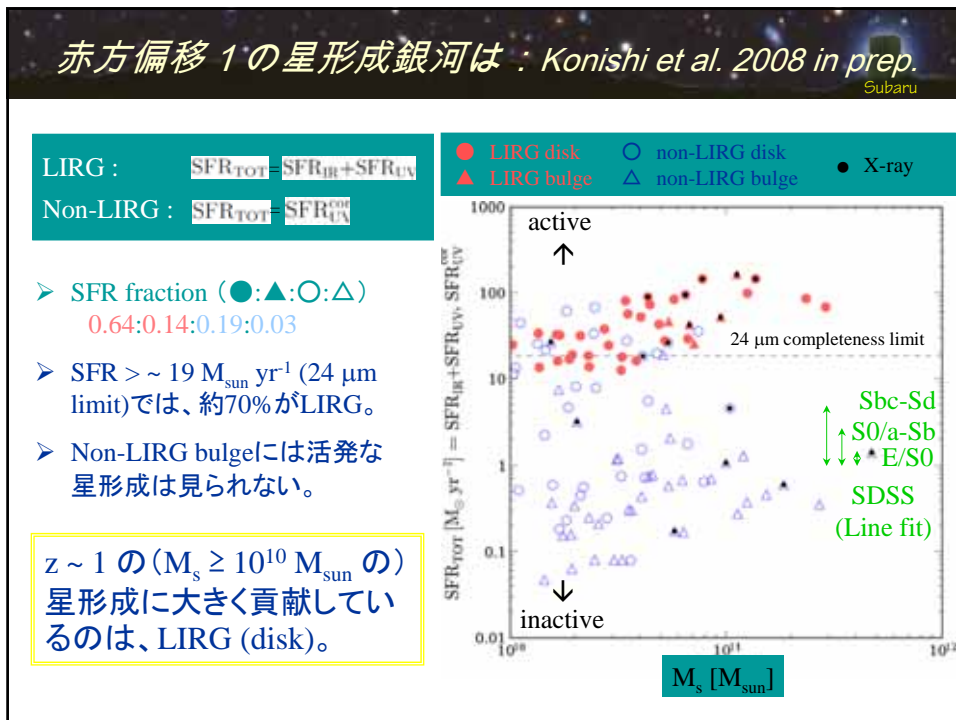 赤方偏移 1の星形成銀河は : Konishi et al. 2008 in prep.
Subaru
LIRG : SFR_TOT=SFR_IR+SFR_UV
Non-LIRG : SFR_TOT=SFR_UV^cor
➢ SFR fraction (●:▲:○:△)
0.64:0.14:0.19:0.03
➢ SFR > ~ 19 M_sun yr^-1 (24 μm
limit)では、約70%がLIRG。
➢ Non-LIRG bulgeには活発な
星形成は見られない。
z ~ 1 の(M_s ≥ 10^10 M_sun の)
星形成に大きく貢献してい
るのは、LIRG (disk)。
● LIRG disk ○ non-LIRG disk ● X-ray
▲ LIRG bulge △ non-LIRG bulge
SFR_TOT [M_⊙ yr^-1] = SFR_IR+SFR_UV, SFR_UV^cor
1000
100
10
1
0.1
0.01
active
↑
24 μm completeness limit
Sbc-Sd
S0/a-Sb
E/S0
SDSS
(Line fit)
↓
inactive
10^10 10^11 10^12
M_s [M_sun]